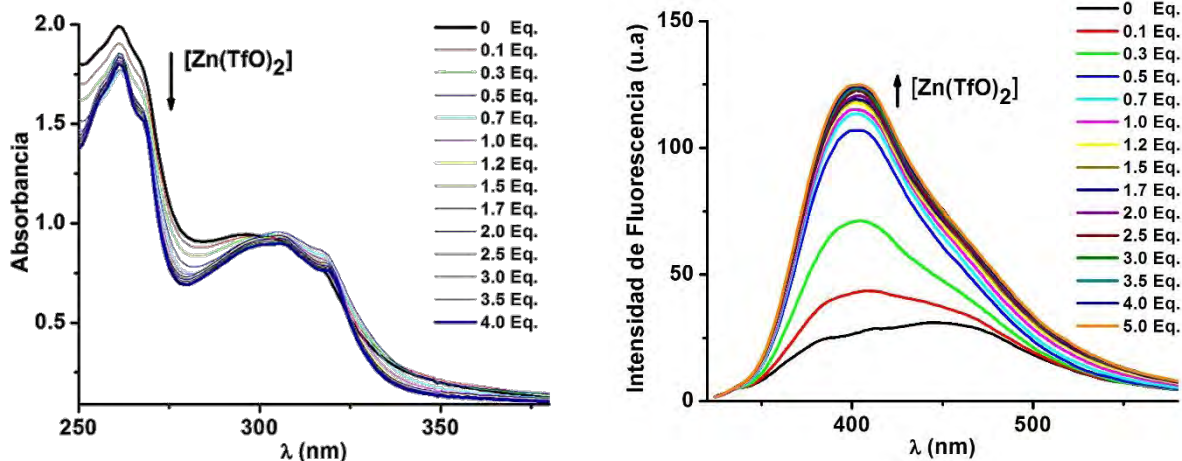 2.0
1.5
1.0
0.5
250
300
350
Absorbancia
λ (nm)
[Zn(TfO)2]
0 Eq.
0.1 Eq.
0.3 Eq.
0.5 Eq.
0.7 Eq.
1.0 Eq.
1.2 Eq.
1.5 Eq.
1.7 Eq.
2.0 Eq.
2.5 Eq.
3.0 Eq.
3.5 Eq.
4.0 Eq.
150
100
50
0
400
500
Intensidad de Fluorescencia (u.a)
λ (nm)
[Zn(TfO)2]
0 Eq.
0.1 Eq.
0.3 Eq.
0.5 Eq.
0.7 Eq.
1.0 Eq.
1.2 Eq.
1.5 Eq.
1.7 Eq.
2.0 Eq.
2.5 Eq.
3.0 Eq.
3.5 Eq.
4.0 Eq.
5.0 Eq.